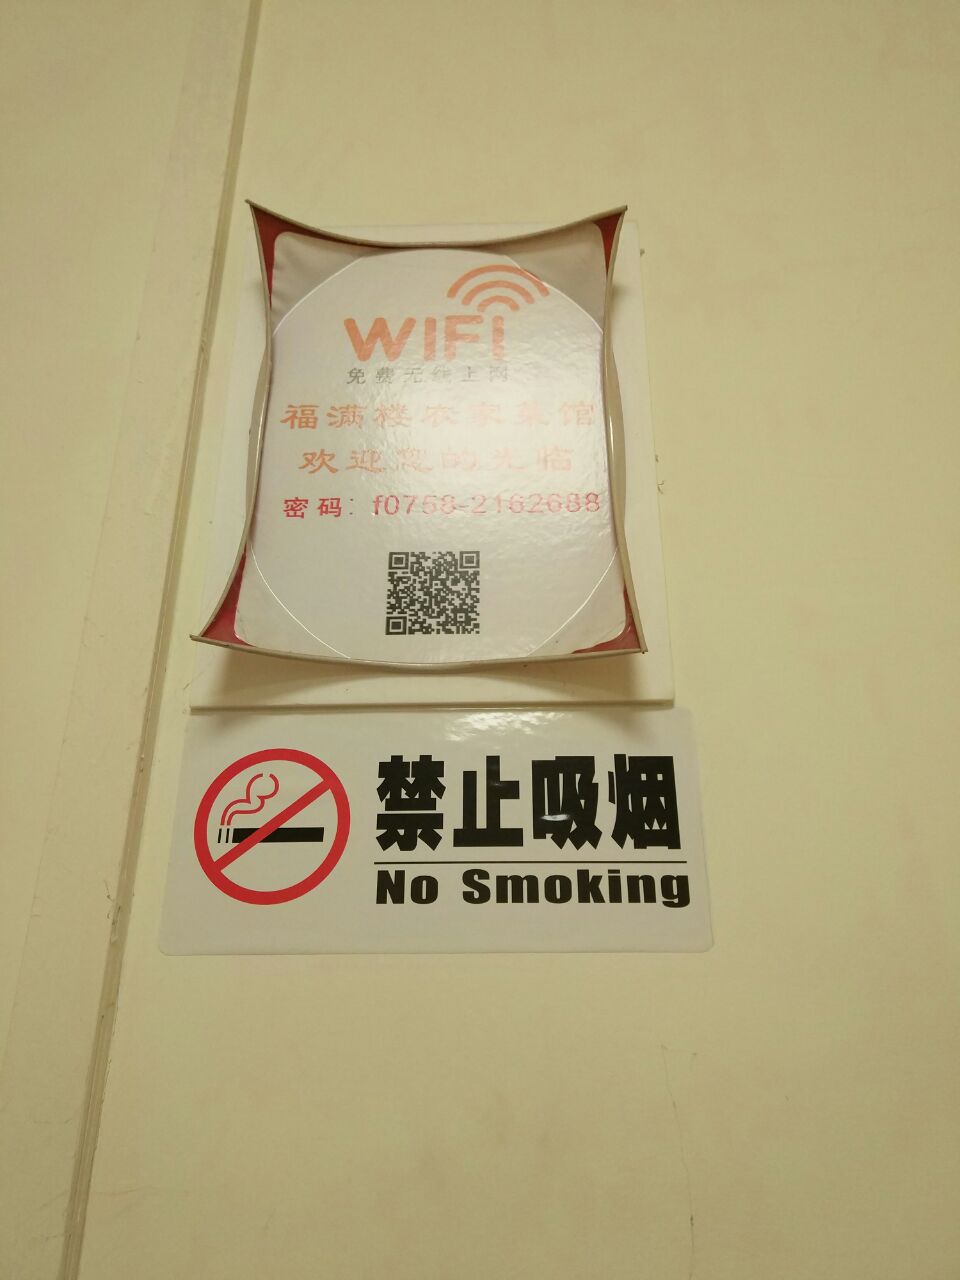 WIFI
免费无线上网
福满楼农家菜馆
欢迎您的光临
密码: f0758-2162688
禁止吸烟
No Smoking